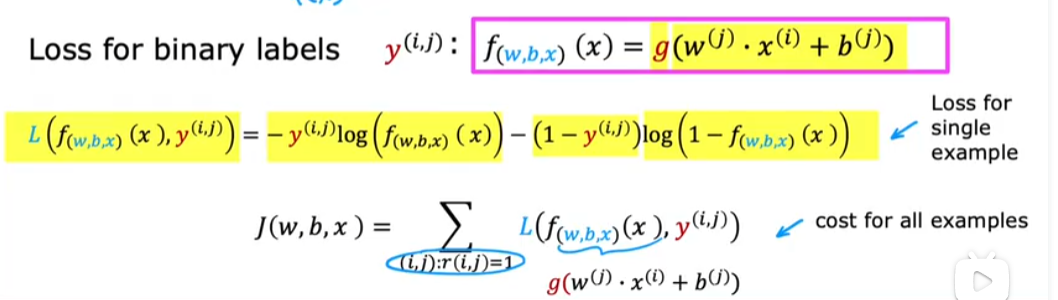 Loss for binary labels y^(i,j) : f_(w,b,x) (x) = g(w^(j) · x^(i) + b^(j))
L(f_(w,b,x) (x), y^(i,j)) = − y^(i,j)log(f_(w,b,x) (x)) − (1 − y^(i,j))log(1 − f_(w,b,x) (x))
Loss for
single
example
J(w, b, x) = ∑_(i,j):r(i,j)=1 L(f_(w,b,x)(x), y^(i,j))
cost for all examples
g(w^(j) · x^(i) + b^(j))